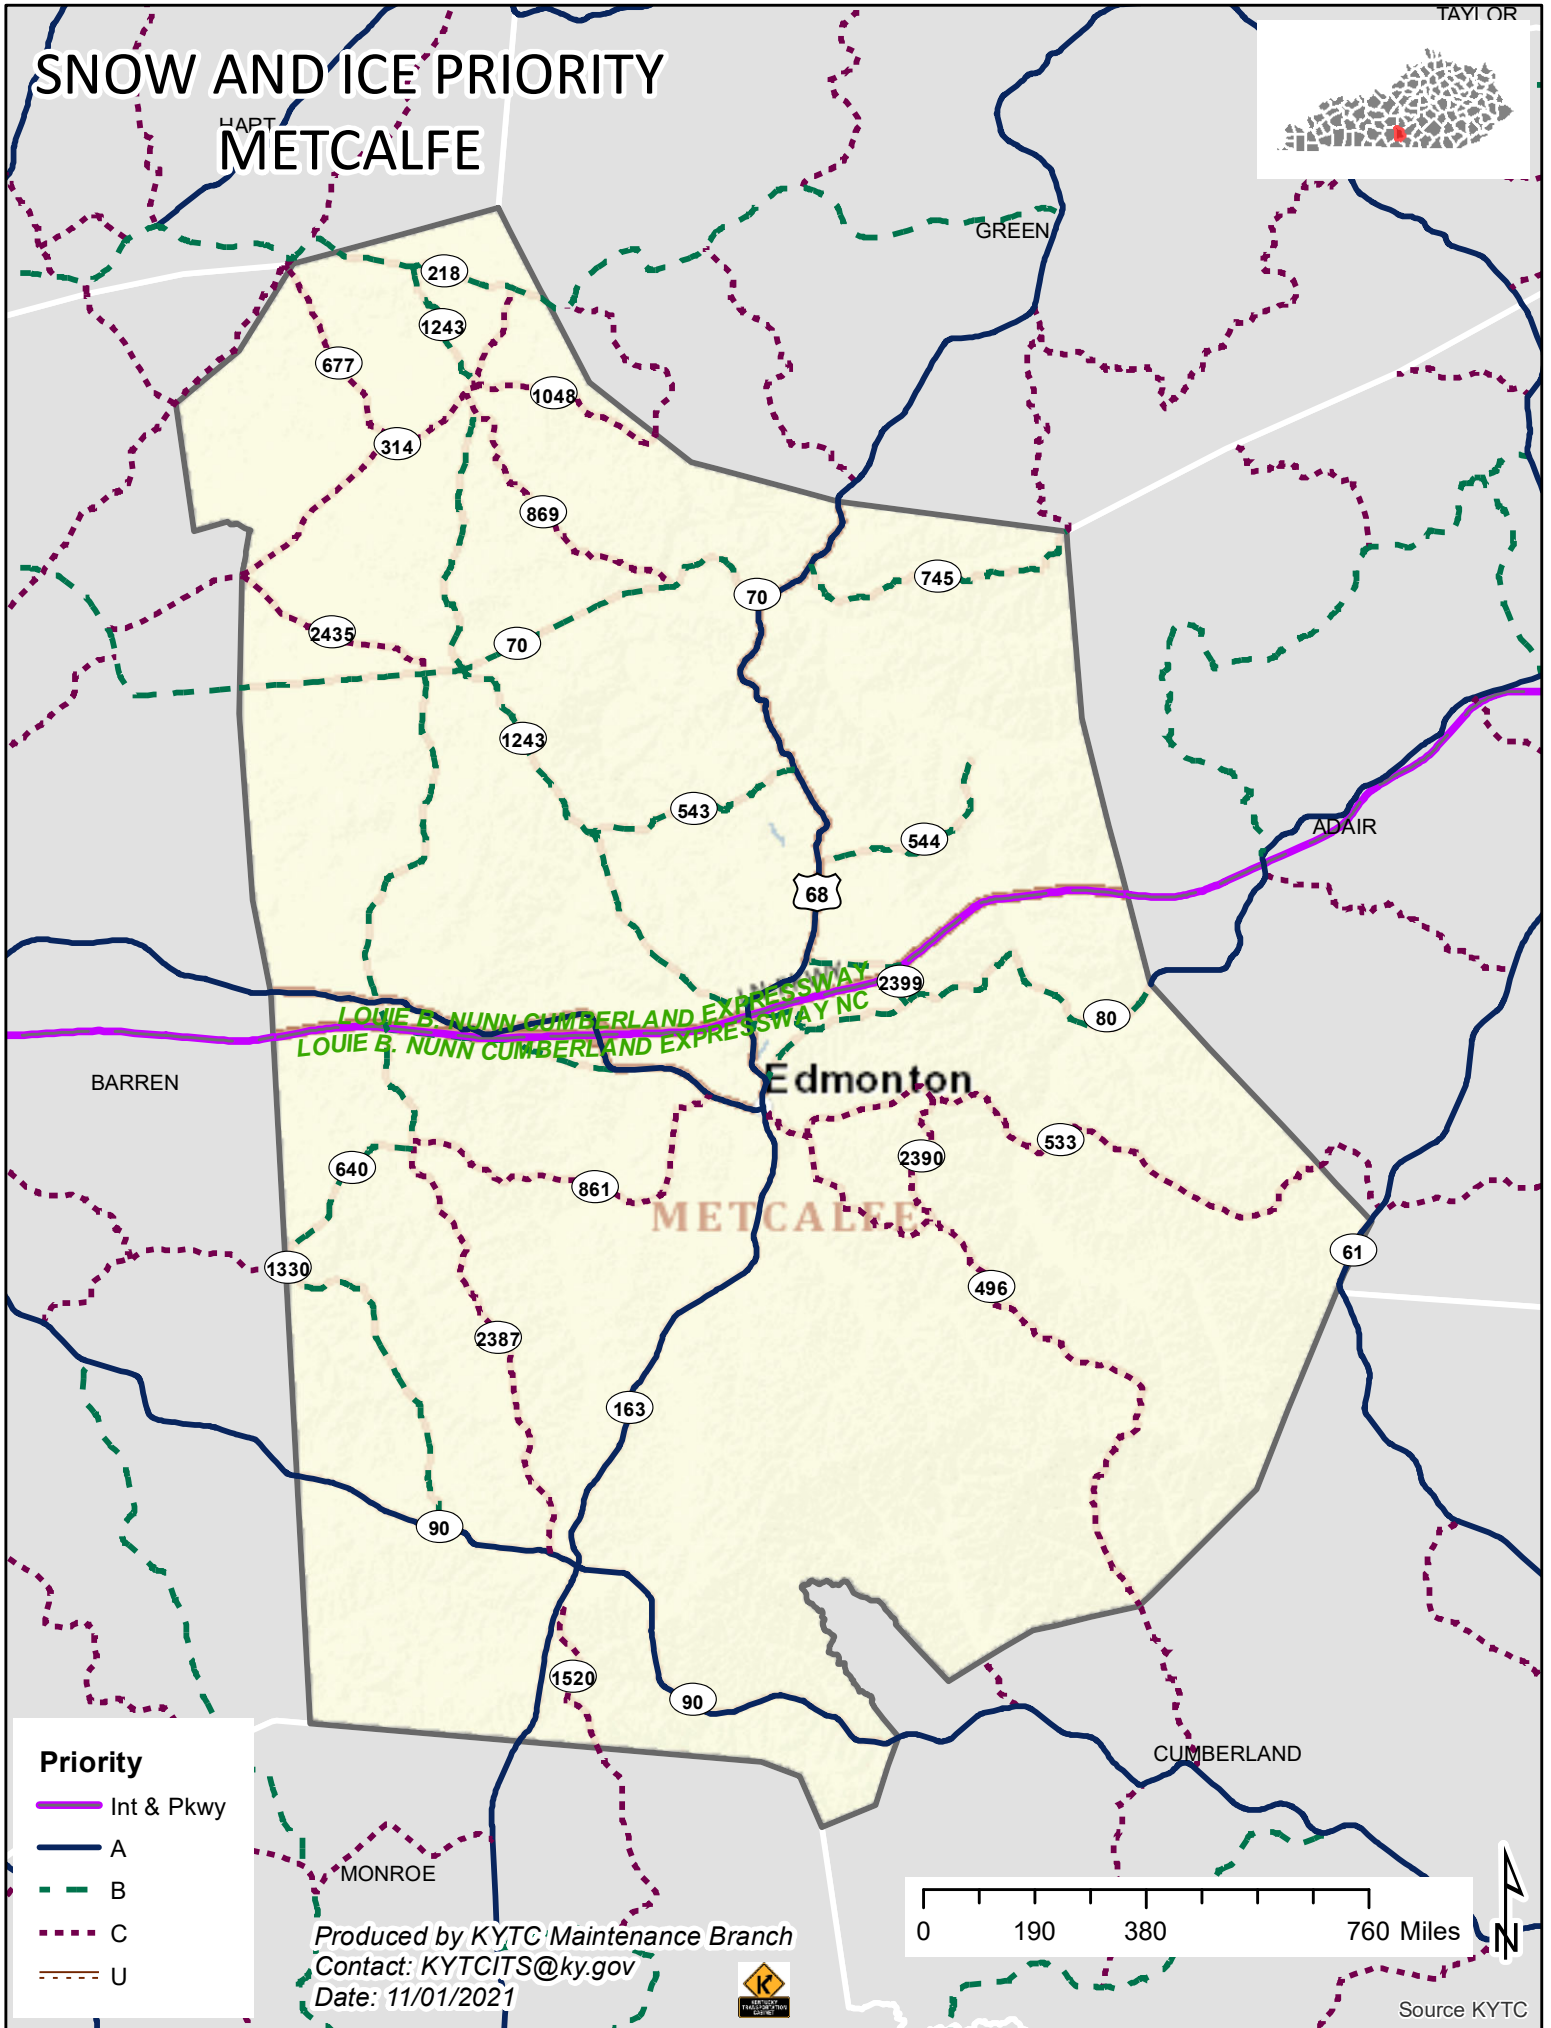 TAYLOR
SNOW AND ICE PRIORITY
HART
METCALFE
GREEN
218
1243
677
1048
314
869
745
70
2435
70
1243
543
ADAIR
544
68
LOUIE B. NUNN CUMBERLAND EXPRESSWAY
2399
LOUIE B. NUNN CUMBERLAND EXPRESSWAY NC
80
BARREN
Edmonton
533
2390
640
861
METCALFE
61
1330
496
2387
163
90
1520
90
CUMBERLAND
Priority
Int & Pkwy
A
B
C
U
MONROE
Produced by KYTC Maintenance Branch
Contact: KYTCITS@ky.gov
Date: 11/01/2021
KENTUCKY
TRANSPORTATION
CABINET
0 190 380 760 Miles
N
Source KYTC